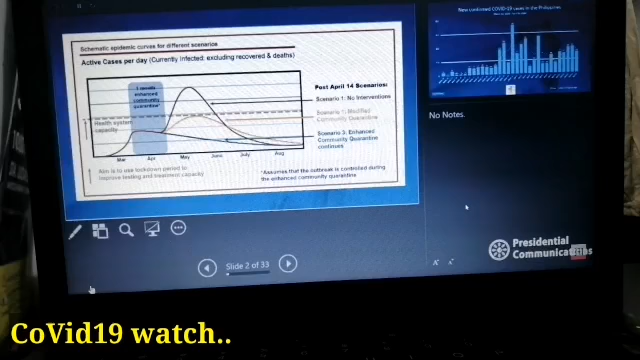 Schematic epidemic curves for different scenarios
Active Cases per day (Currently Infected: excluding recovered & deaths)
1 month
enhanced
community
quarantine*
Health system
capacity
Mar
Apr
May
June
July
Aug
Post April 14 Scenarios:
Scenario 1: No Interventions
Scenario 1: Modified
Community Quarantine
Scenario 3: Enhanced
Community Quarantine
continues
Aim is to use lockdown period to
improve testing and treatment capacity
*Assumes that the outbreak is controlled during
the enhanced community quarantine
New confirmed COVID-19 cases in the Philippines
No Notes.
Slide 2 of 33
Presidential
Communications
CoVid19 watch..